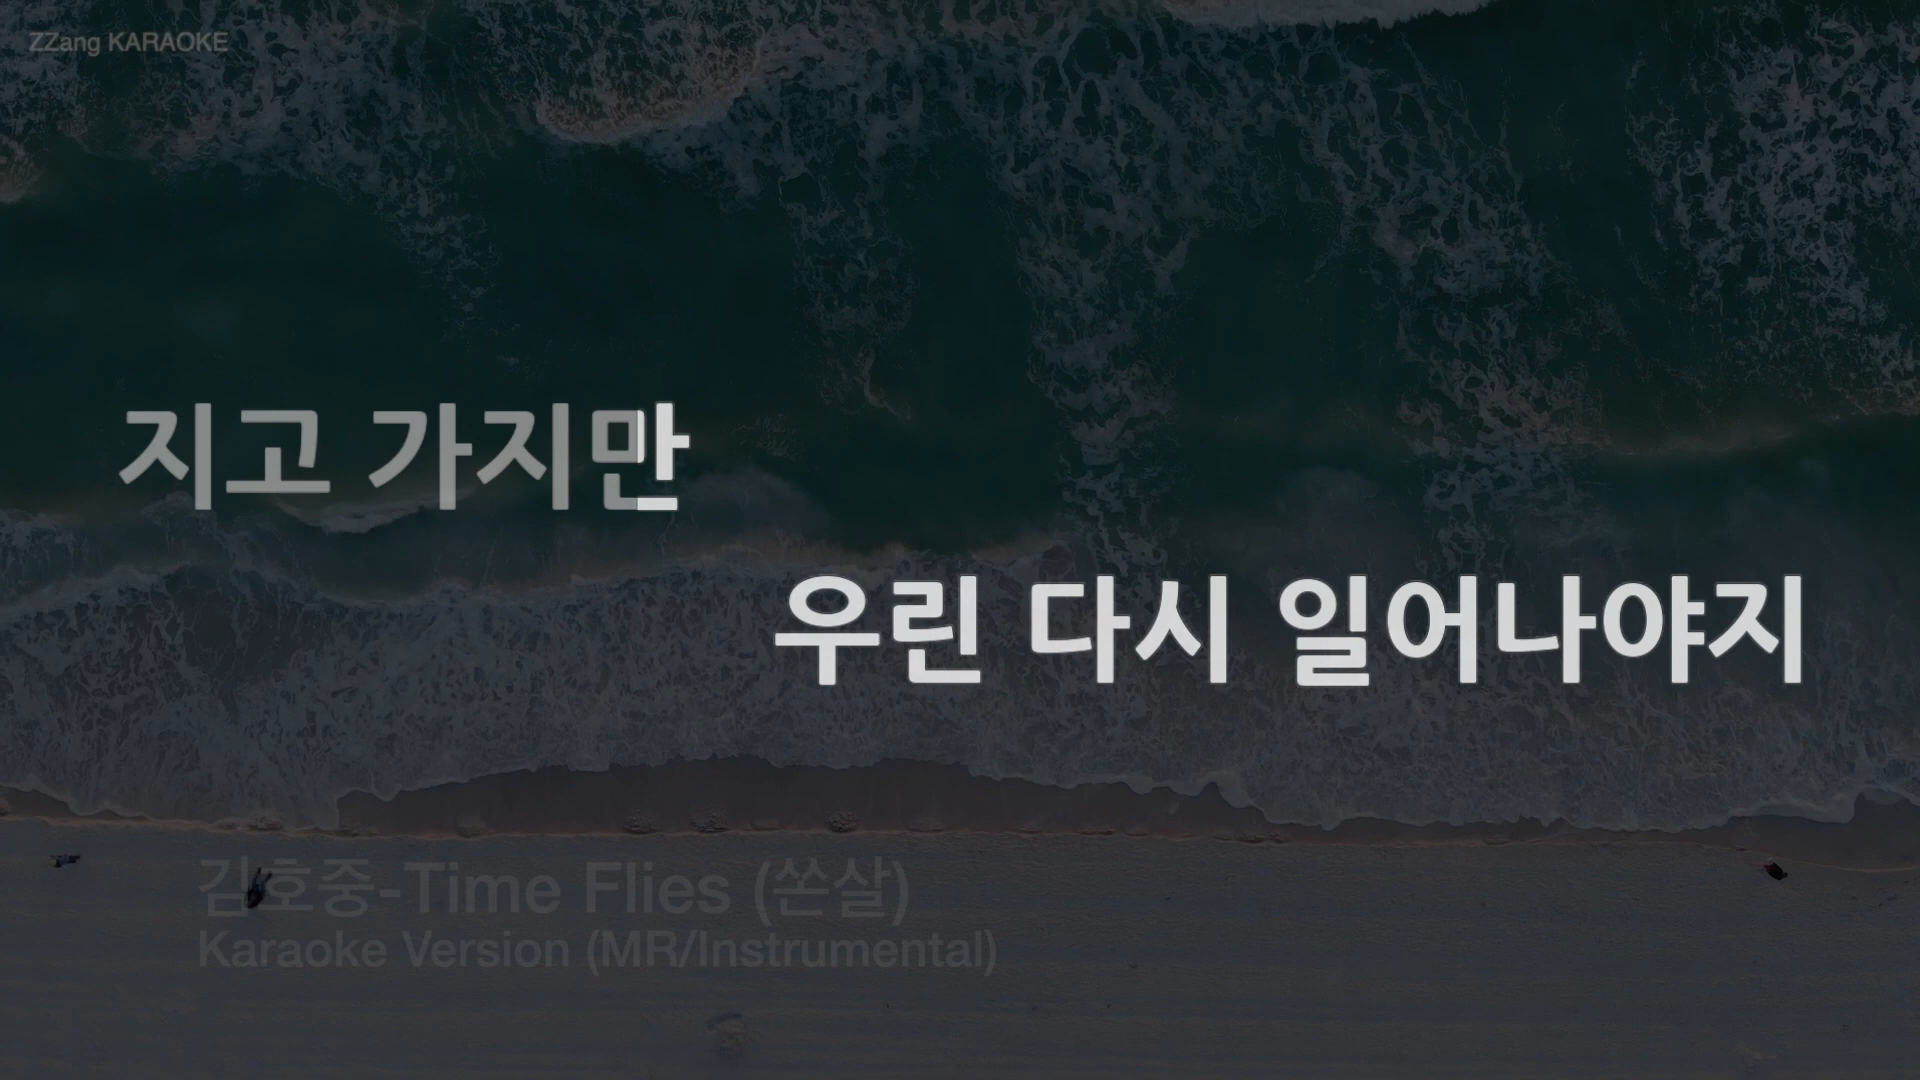 ZZang KARAOKE
지고 가지만
우린 다시 일어나야지
김호중-Time Flies (쏜살)
Karaoke Version (MR/Instrumental)